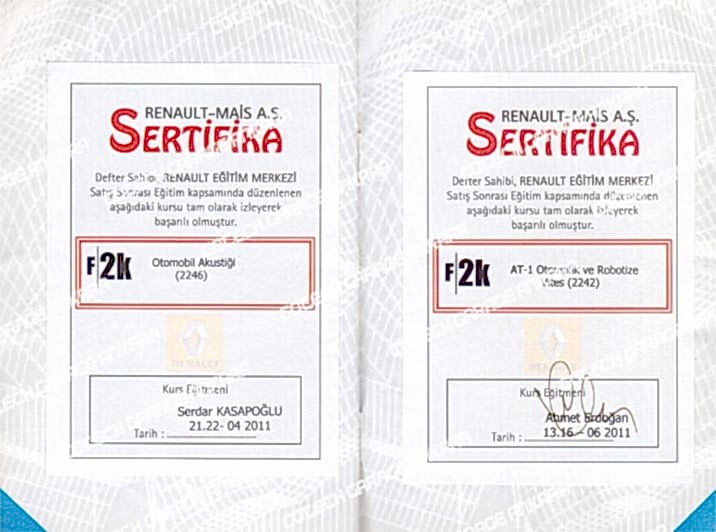 RENAULT-MAİS A.Ş.
SERTİFİKA
Defter Sahibi, RENAULT EĞİTİM MERKEZİ
Satış Sonrası Eğitim kapsamında düzenlenen
aşağıdaki kursu tam olarak izleyerek
başarılı olmuştur.
F2k
Otomobil Akustiği
(2246)
RENAULT
Kurs Eğitmeni
Serdar KASAPOĞLU
21.22- 04 2011
Tarih :
RENAULT-MAİS A.Ş.
SERTİFİKA
Defter Sahibi, RENAULT EĞİTİM MERKEZİ
Satış Sonrası Eğitim kapsamında düzenlenen
aşağıdaki kursu tam olarak izleyerek
başarılı olmuştur.
F2k
AT-1 Otomatik ve Robotize
Vites (2242)
RENAULT
Kurs Eğitmeni
Ahmet Erdoğan
13.16 - 06 2011
Tarih :